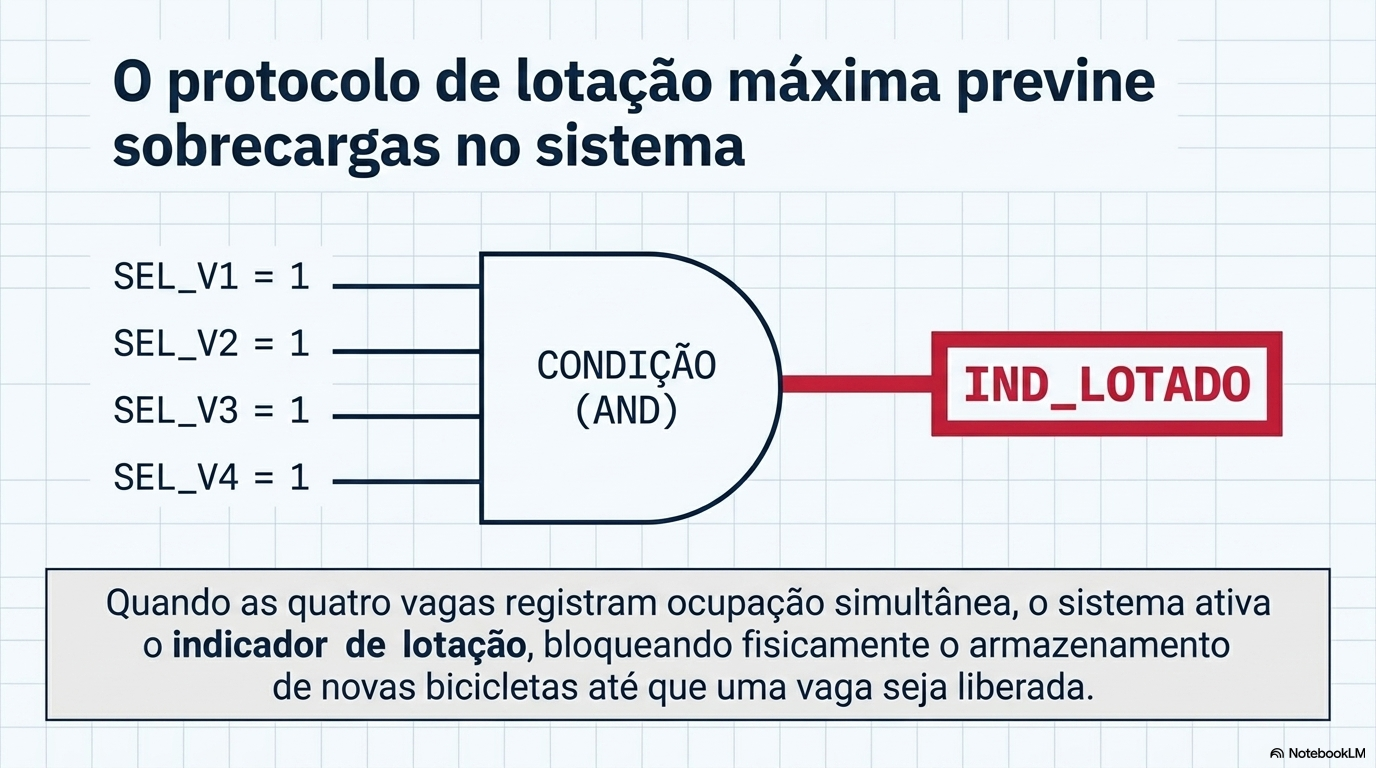 O protocolo de lotação máxima previne
sobrecargas no sistema
SEL_V1 = 1
SEL_V2 = 1
SEL_V3 = 1
SEL_V4 = 1
CONDIÇÃO
(AND)
IND_LOTADO
Quando as quatro vagas registram ocupação simultânea, o sistema ativa
o indicador de lotação, bloqueando fisicamente o armazenamento
de novas bicicletas até que uma vaga seja liberada.
NotebookLM